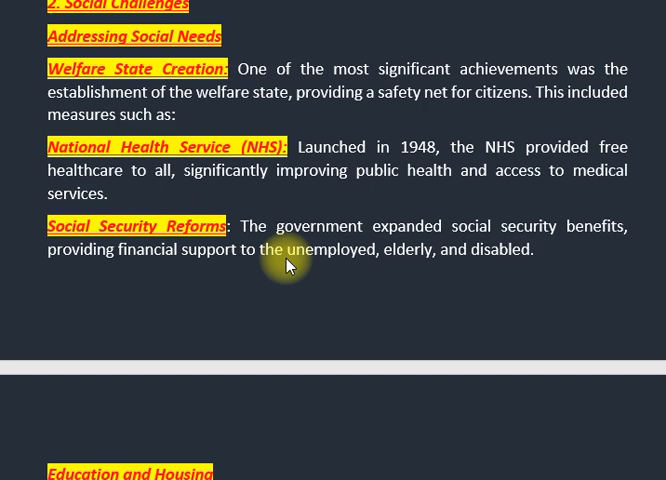 2. Social Challenges
Addressing Social Needs
Welfare State Creation: One of the most significant achievements was the
establishment of the welfare state, providing a safety net for citizens. This included
measures such as:
National Health Service (NHS): Launched in 1948, the NHS provided free
healthcare to all, significantly improving public health and access to medical
services.
Social Security Reforms: The government expanded social security benefits,
providing financial support to the unemployed, elderly, and disabled.
Education and Housing